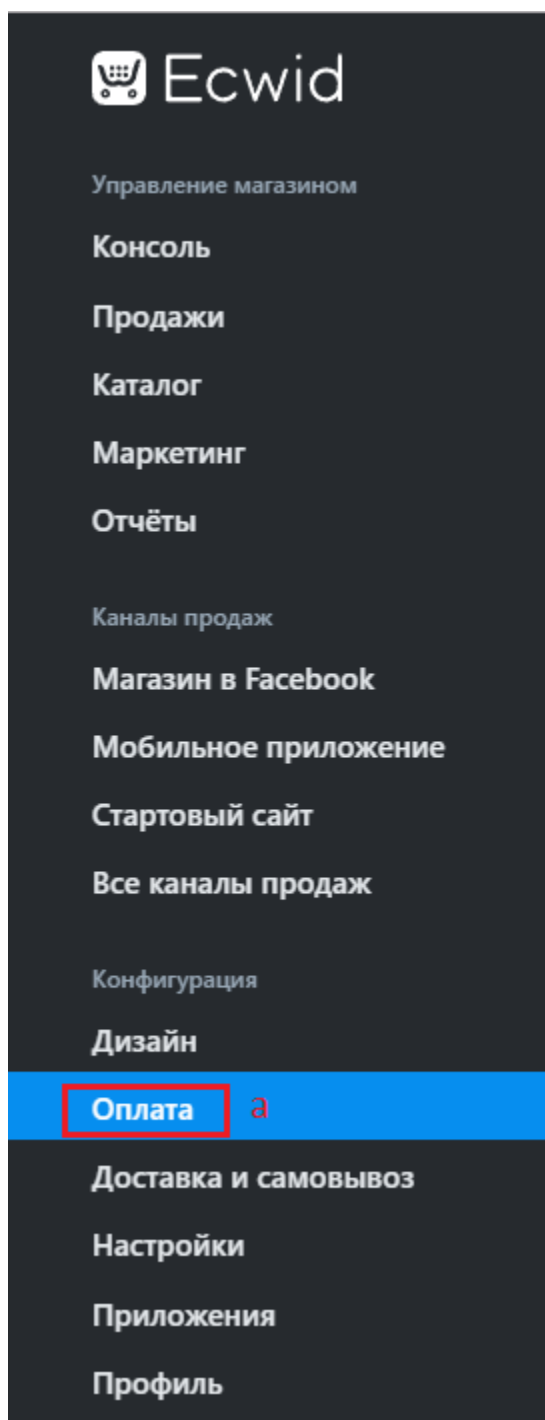 Ecwid
Управление магазином
Консоль
Продажи
Каталог
Маркетинг
Отчёты
Каналы продаж
Магазин в Facebook
Мобильное приложение
Стартовый сайт
Все каналы продаж
Конфигурация
Дизайн
Оплата a
Доставка и самовывоз
Настройки
Приложения
Профиль